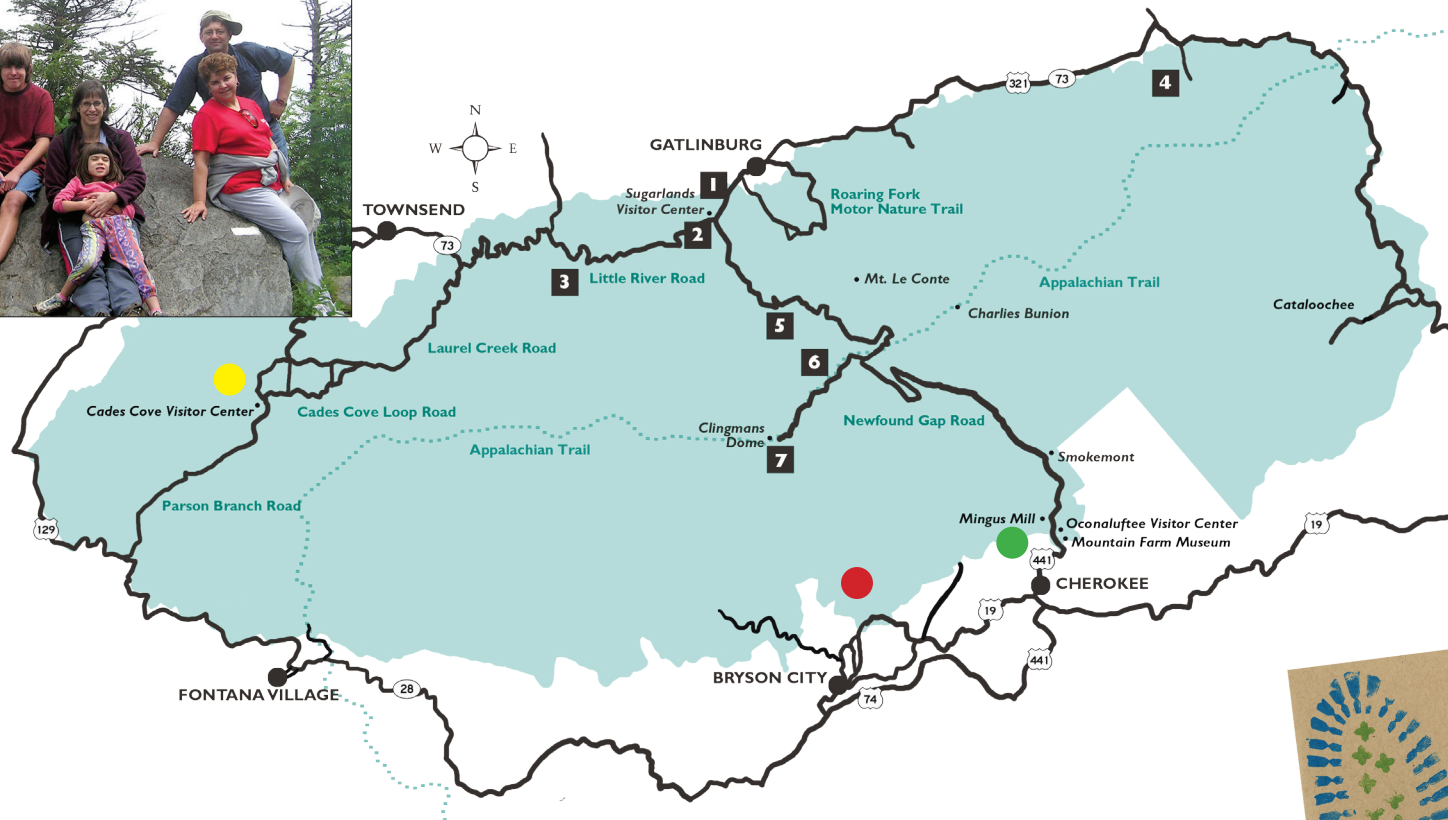 321
73
4
N
W
E
S
GATLINBURG
1
Sugarlands
Visitor Center
2
Roaring Fork
Motor Nature Trail
TOWNSEND
73
3
Little River Road
Mt. Le Conte
Appalachian Trail
Cataloochee
Charlies Bunion
5
6
Laurel Creek Road
Cades Cove Visitor Center
Cades Cove Loop Road
Newfound Gap Road
Clingmans
Dome
7
Appalachian Trail
Smokemont
Parson Branch Road
129
Mingus Mill
Oconaluftee Visitor Center
Mountain Farm Museum
19
441
CHEROKEE
19
441
BRYSON CITY
74
FONTANA VILLAGE
28